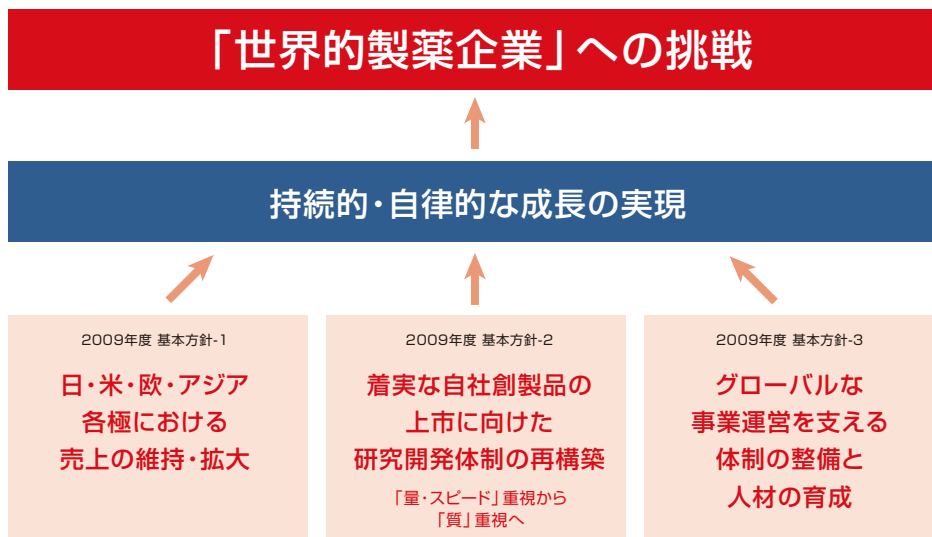 「世界的製薬企業」への挑戦
持続的・自律的な成長の実現
2009年度 基本方針-1
日・米・欧・アジア
各極における
売上の維持・拡大
2009年度 基本方針-2
着実な自社創製品の
上市に向けた
研究開発体制の再構築
「量・スピード」重視から
「質」重視へ
2009年度 基本方針-3
グローバルな
事業運営を支える
体制の整備と
人材の育成